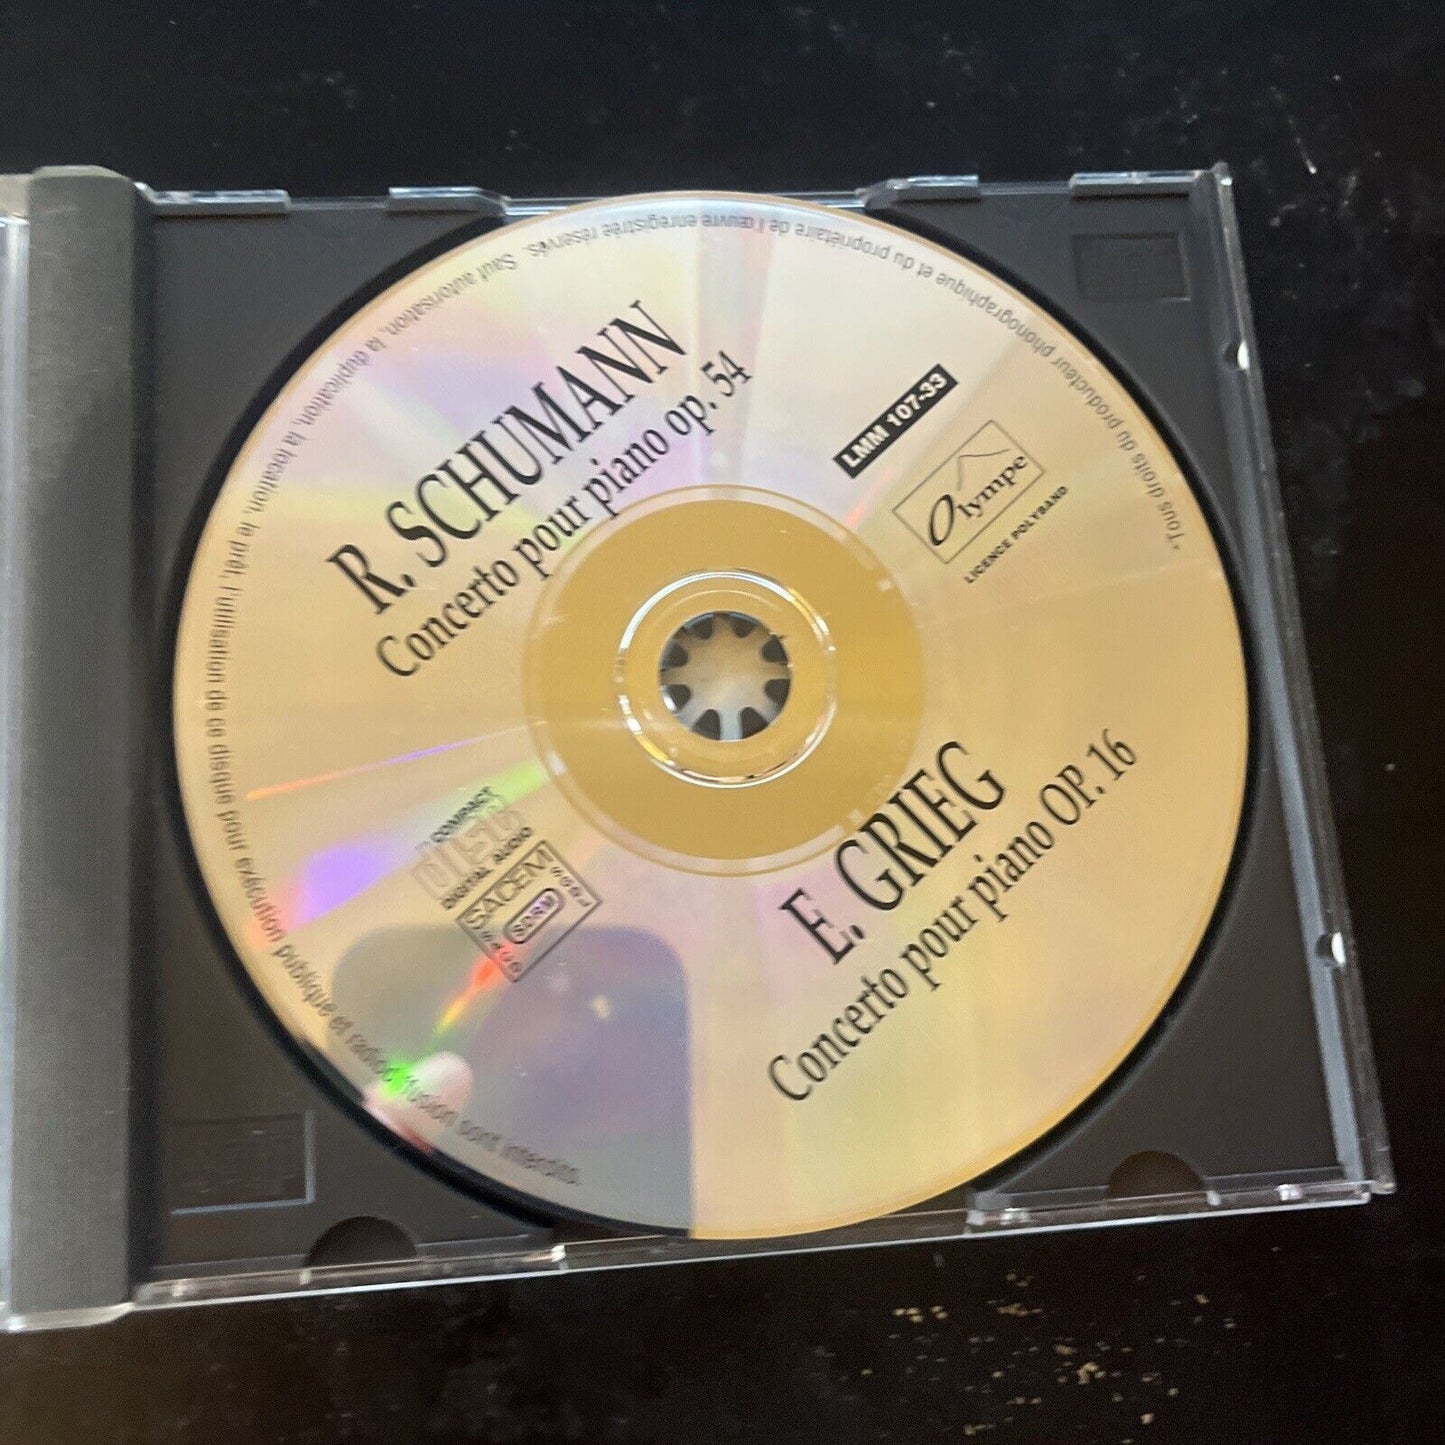 R. SCHUMANN
Concerto pour piano op. 54
LMM 107-33
Olympe
LICENCE POLYBAND
COMPACT
disc
DIGITAL AUDIO
SACEM
SDRM
E. GRIEG
Concerto pour piano OP. 16
"Tous droits du producteur phonographique et du propriétaire de l'œuvre enregistrée réservés. Sauf autorisation, la duplication, la location, le prêt, l'utilisation de ce disque pour exécution publique et radiodiffusion sont interdits.